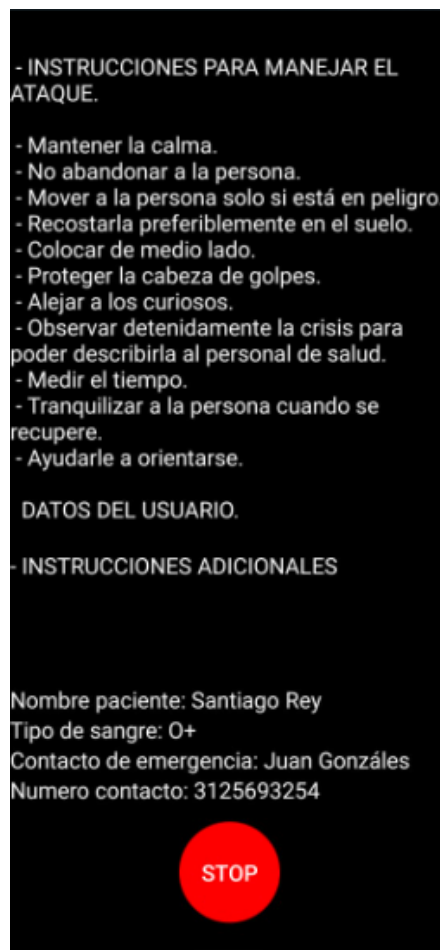 - INSTRUCCIONES PARA MANEJAR EL
ATAQUE.
- Mantener la calma.
- No abandonar a la persona.
- Mover a la persona solo si está en peligro.
- Recostarla preferiblemente en el suelo.
- Colocar de medio lado.
- Proteger la cabeza de golpes.
- Alejar a los curiosos.
- Observar detenidamente la crisis para
poder describirla al personal de salud.
- Medir el tiempo.
- Tranquilizar a la persona cuando se
recupere.
- Ayudarle a orientarse.
DATOS DEL USUARIO.
- INSTRUCCIONES ADICIONALES
Nombre paciente: Santiago Rey
Tipo de sangre: O+
Contacto de emergencia: Juan Gonzáles
Numero contacto: 3125693254
STOP